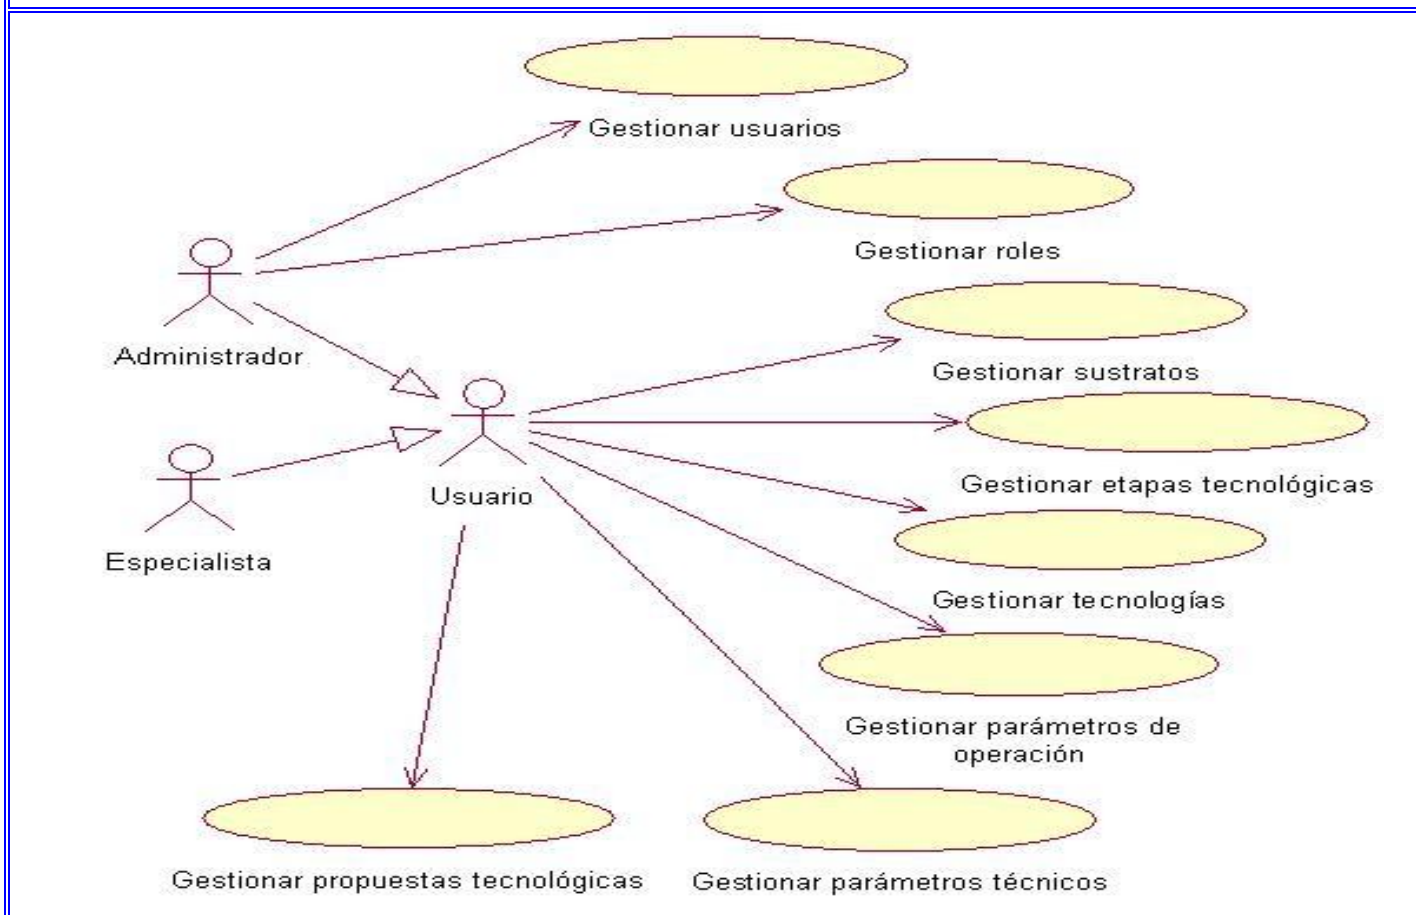 Gestionar usuarios
Gestionar roles
Administrador
Gestionar sustratos
Usuario
Gestionar etapas tecnológicas
Especialista
Gestionar tecnologías
Gestionar parámetros de
operación
Gestionar propuestas tecnológicas
Gestionar parámetros técnicos